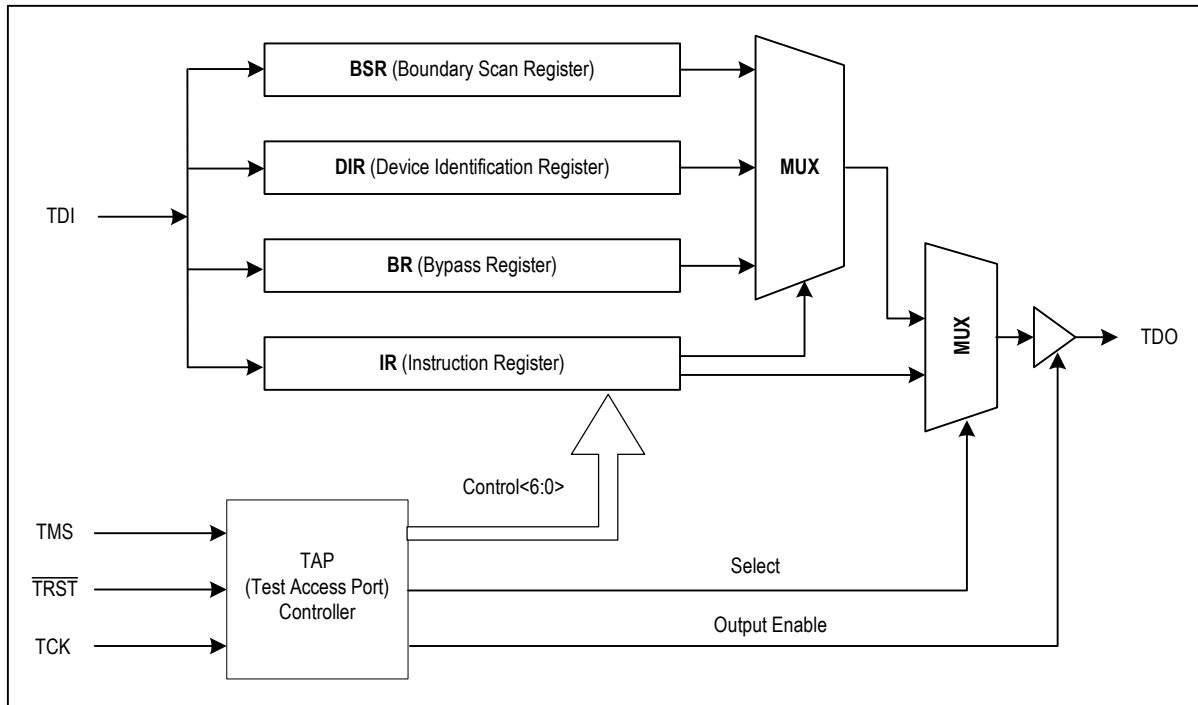 BSR (Boundary Scan Register)
DIR (Device Identification Register)
MUX
TDI
BR (Bypass Register)
IR (Instruction Register)
MUX
TDO
Control<6:0>
TMS
TRST
TCK
TAP
(Test Access Port)
Controller
Select
Output Enable